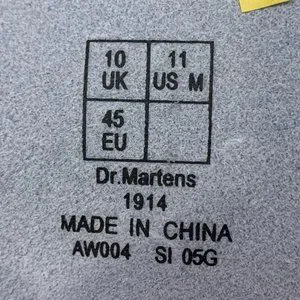 10 11
UK US M
45
EU
Dr.Martens
1914
MADE IN CHINA
AW004 SI 05G